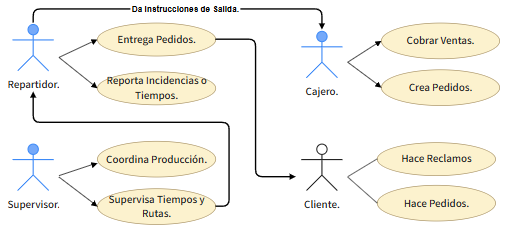 Da Instrucciones de Salida.
Entrega Pedidos.
Reporta Incidencias o
Tiempos.
Repartidor.
Cobrar Ventas.
Crea Pedidos.
Cajero.
Coordina Producción.
Supervisa Tiempos y
Rutas.
Supervisor.
Hace Reclamos
Hace Pedidos.
Cliente.